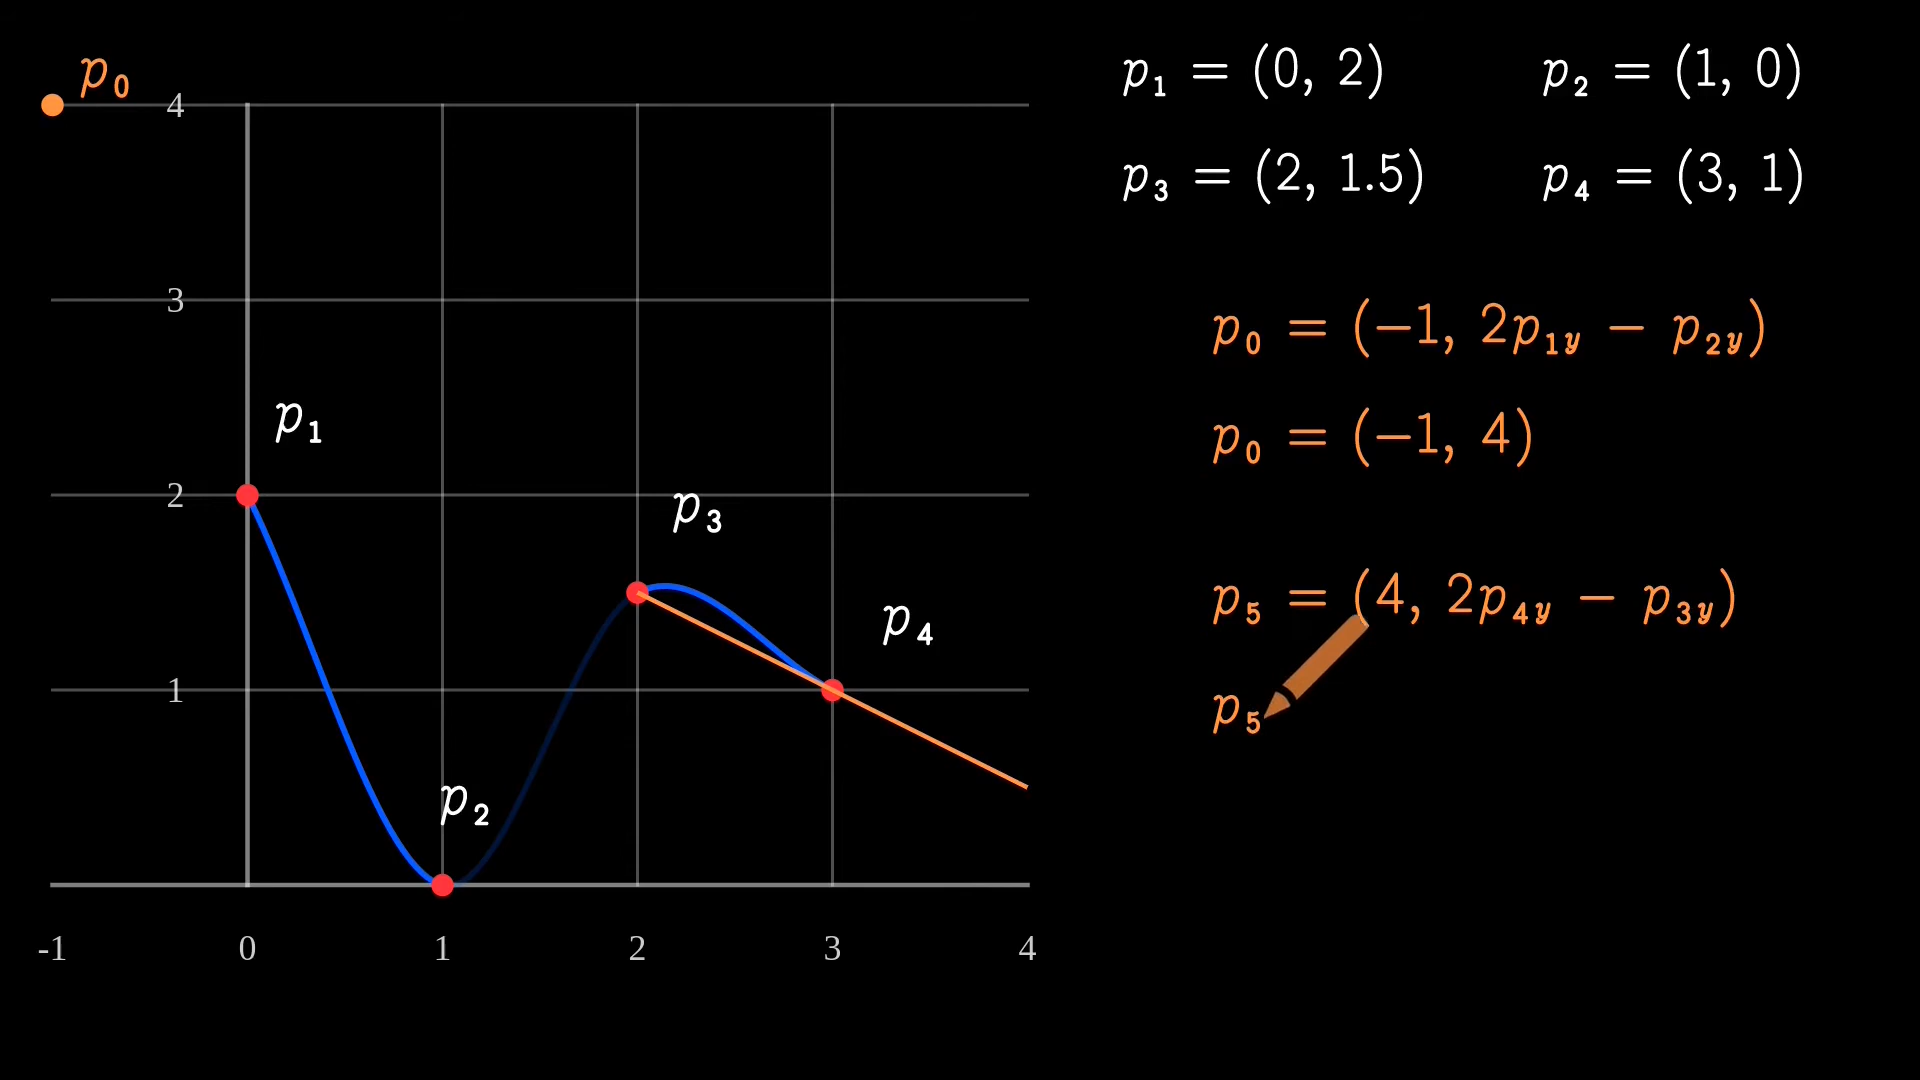 p₀
4
3
p₁
2
p₃
p₄
1
p₂
-1 0 1 2 3 4
p₁ = (0, 2) p₂ = (1, 0)
p₃ = (2, 1.5) p₄ = (3, 1)
p₀ = (−1, 2p₁y − p₂y)
p₀ = (−1, 4)
p₅ = (4, 2p₄y − p₃y)
p₅